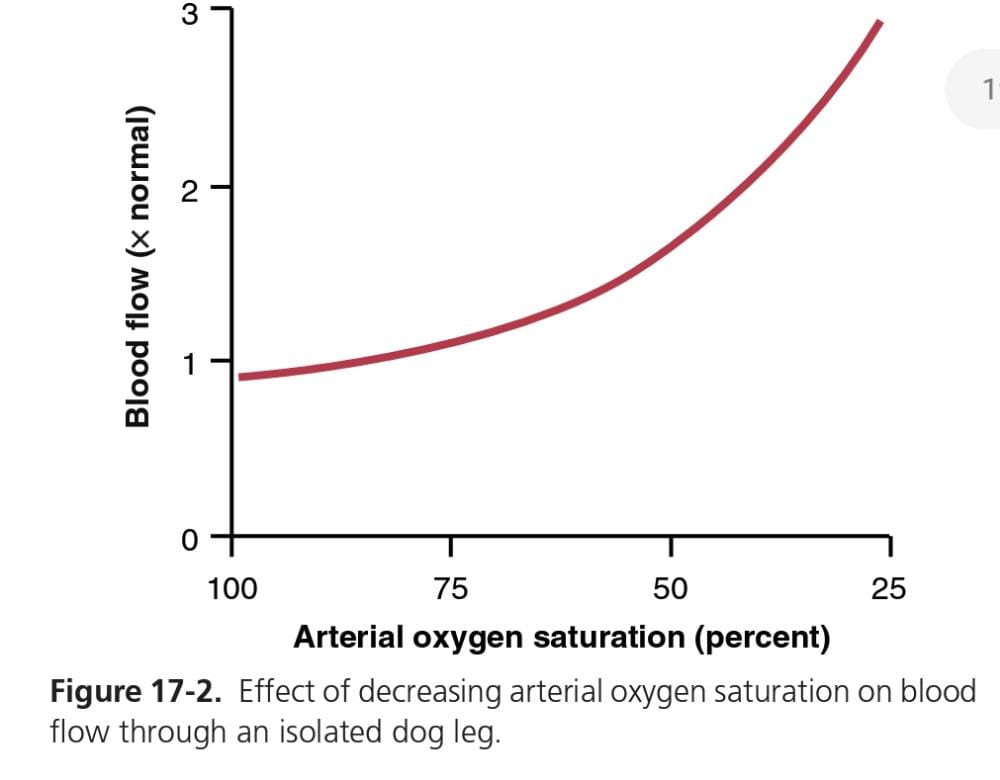 3
2
1
0
Blood flow (× normal)
100 75 50 25
Arterial oxygen saturation (percent)
Figure 17-2. Effect of decreasing arterial oxygen saturation on blood
flow through an isolated dog leg.